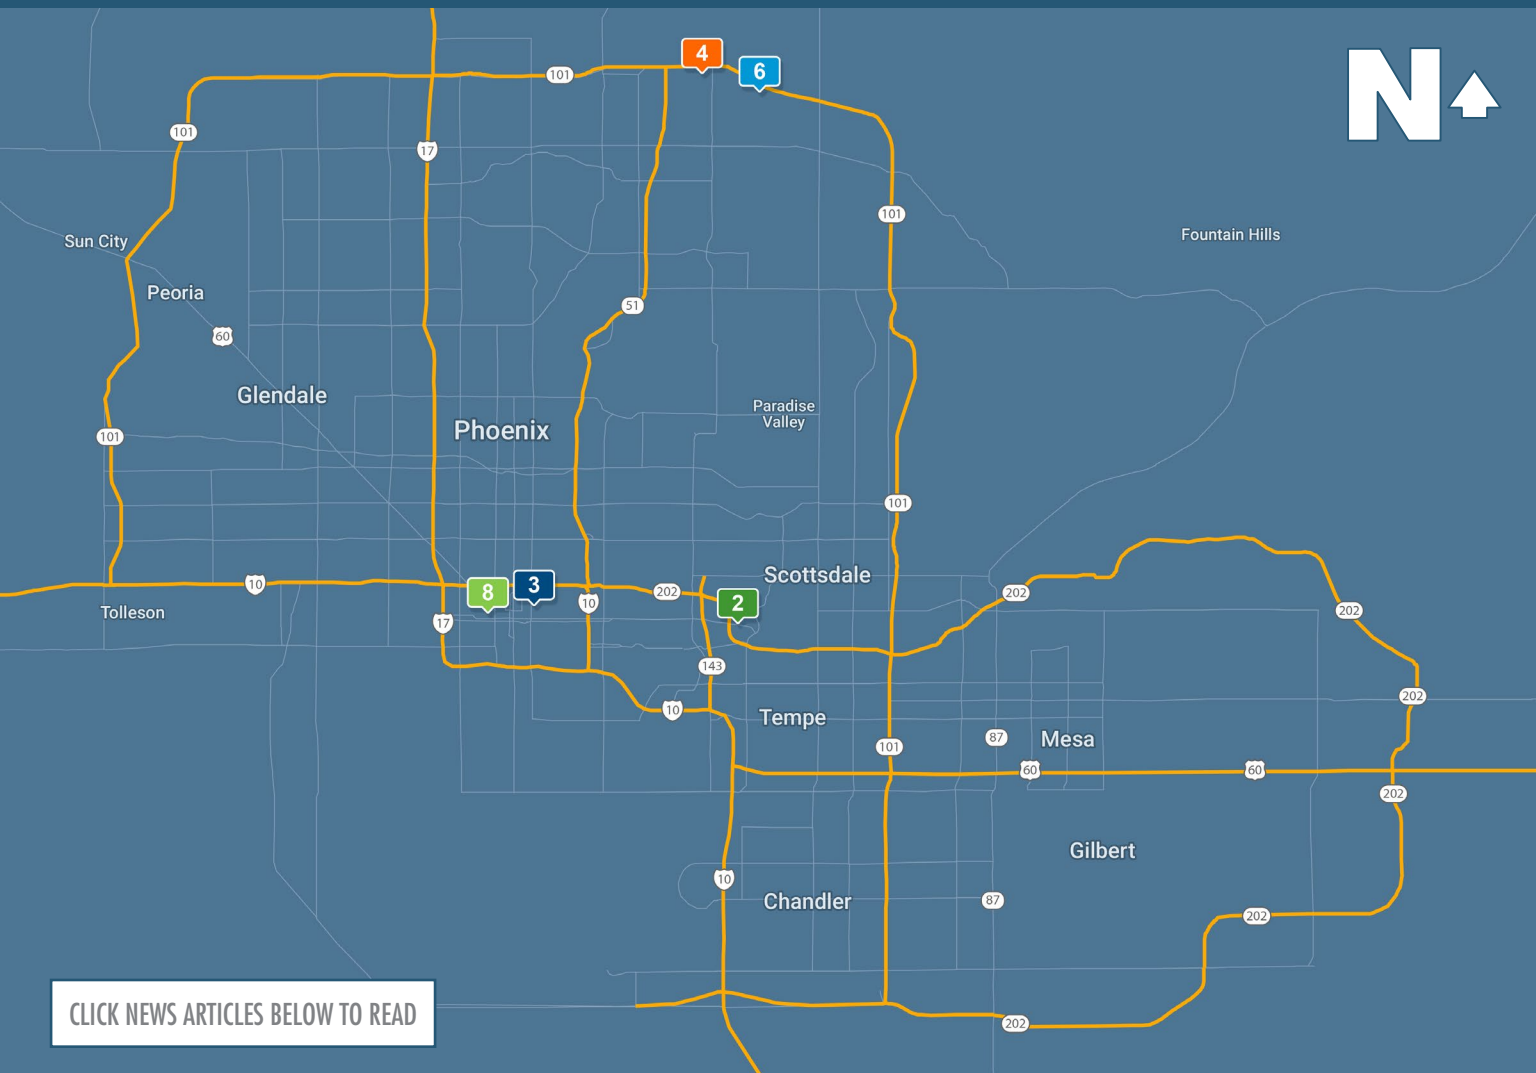 4
6
N
101
101
17
101
Sun City
Fountain Hills
Peoria
51
60
Glendale
Paradise
Valley
Phoenix
101
101
Scottsdale
10
8
3
202
202
2
10
Tolleson
202
17
143
202
10
Tempe
87
Mesa
101
60
60
202
Gilbert
10
Chandler
87
202
CLICK NEWS ARTICLES BELOW TO READ
202